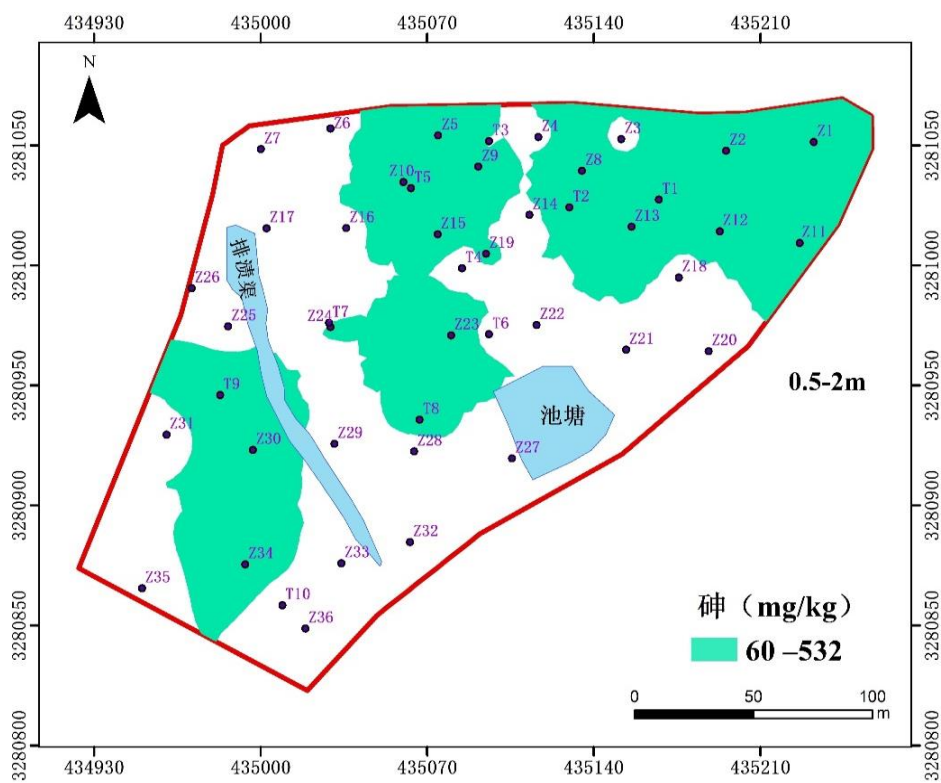 434930 435000 435070 435140 435210
N
3281050
3281000
3280950
3280900
3280850
3280800
3281050
3281000
3280950
3280900
3280850
3280800
Z7
Z6
Z5
T3
Z4
Z3
Z2
Z1
Z9
Z10
T5
Z8
T2
T1
Z17
Z16
Z15
Z14
Z13
Z12
Z11
Z19
T4
Z18
排渍渠
Z26
Z25
Z24
T7
Z23
T6
Z22
Z21
Z20
0.5-2m
T9
T8
池塘
Z31
Z30
Z29
Z28
Z27
Z32
Z33
Z34
Z35
T10
Z36
砷（mg/kg）
60 –532
0 50 100
m
434930 435000 435070 435140 435210